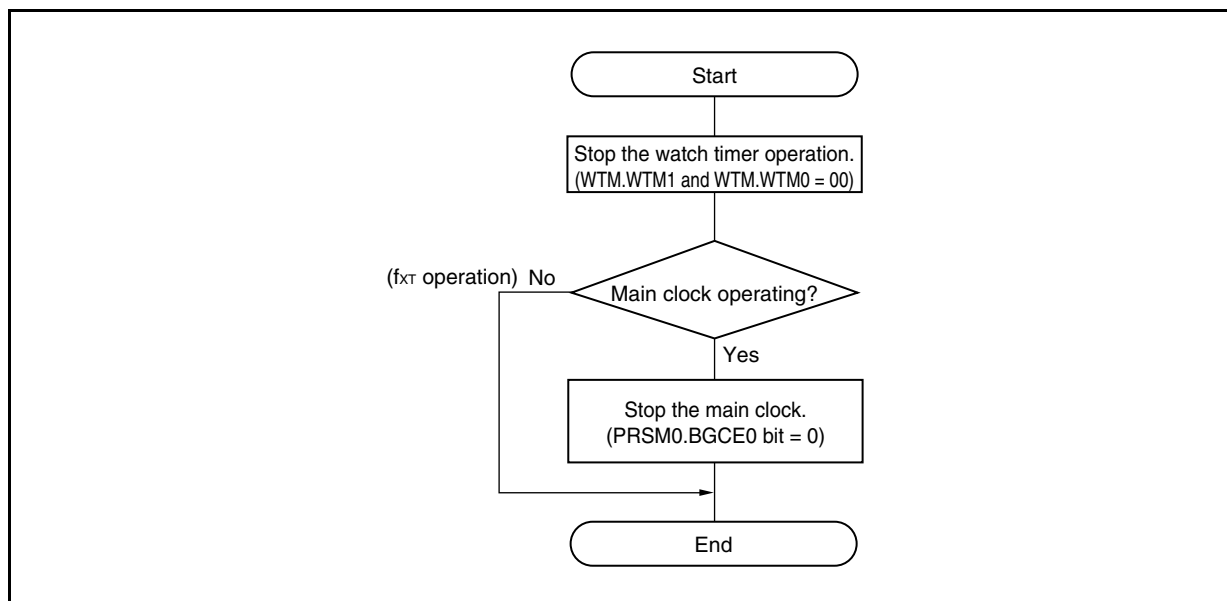 Start
Stop the watch timer operation.
(WTM.WTM1 and WTM.WTM0 = 00)
(fXT operation) No
Main clock operating?
Yes
Stop the main clock.
(PRSM0.BGCE0 bit = 0)
End